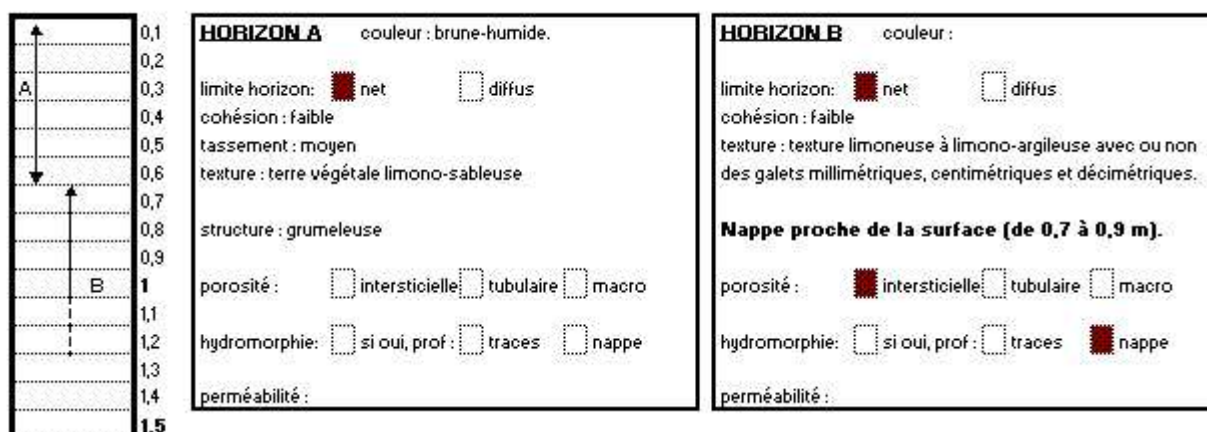 0,1
0,2
A
0,3
0,4
0,5
0,6
0,7
0,8
0,9
B
1
1,1
1,2
1,3
1,4
1,5
HORIZON A couleur : brune-humide.
limite horizon: net diffus
cohésion : faible
tassement : moyen
texture : terre végétale limono-sableuse
structure : grumeleuse
porosité : intersticielle tubulaire macro
hydromorphie: si oui, prof : traces nappe
perméabilité :
HORIZON B couleur :
limite horizon: net diffus
cohésion : faible
texture : texture limoneuse à limono-argileuse avec ou non
des galets millimétriques, centimétriques et décimétriques.
Nappe proche de la surface (de 0,7 à 0,9 m).
porosité : intersticielle tubulaire macro
hydromorphie: si oui, prof : traces nappe
perméabilité :